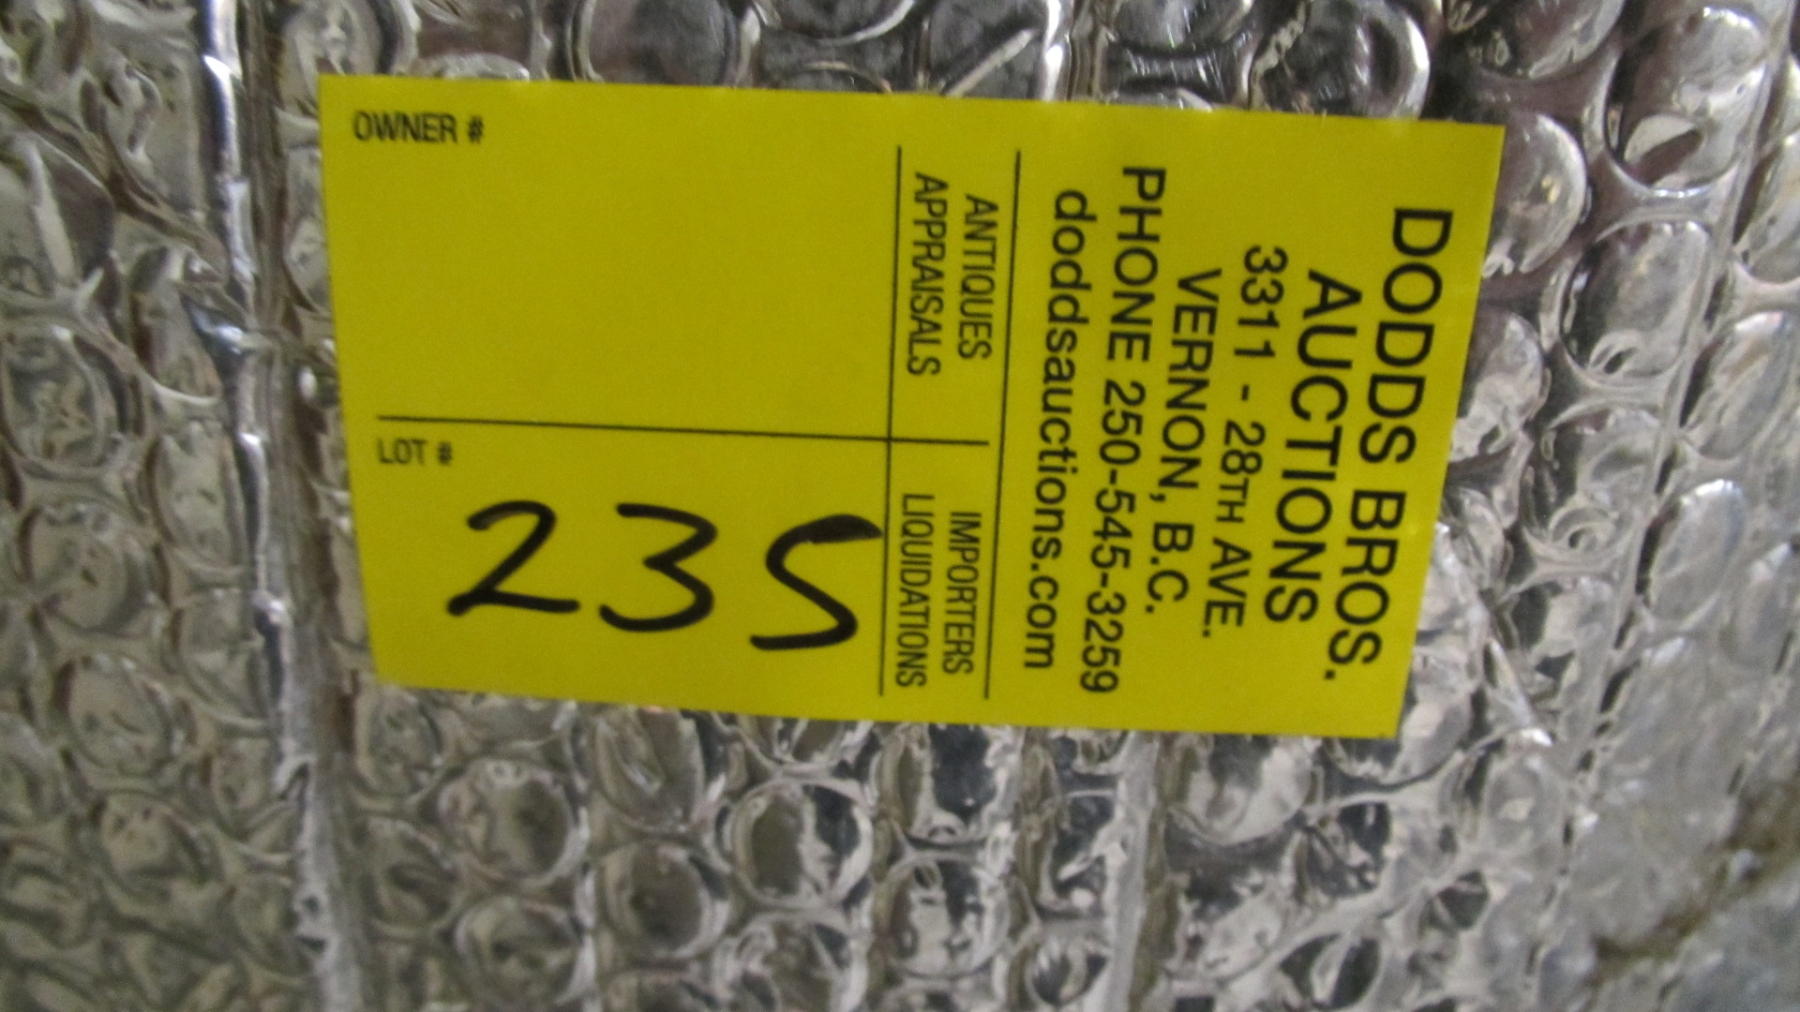 DODDS BROS.
AUCTIONS
3311 - 28TH AVE.
VERNON, B.C.
PHONE 250-545-3259
doddsauctions.com
ANTIQUES
APPRAISALS
IMPORTERS
LIQUIDATIONS
OWNER #
LOT #
235